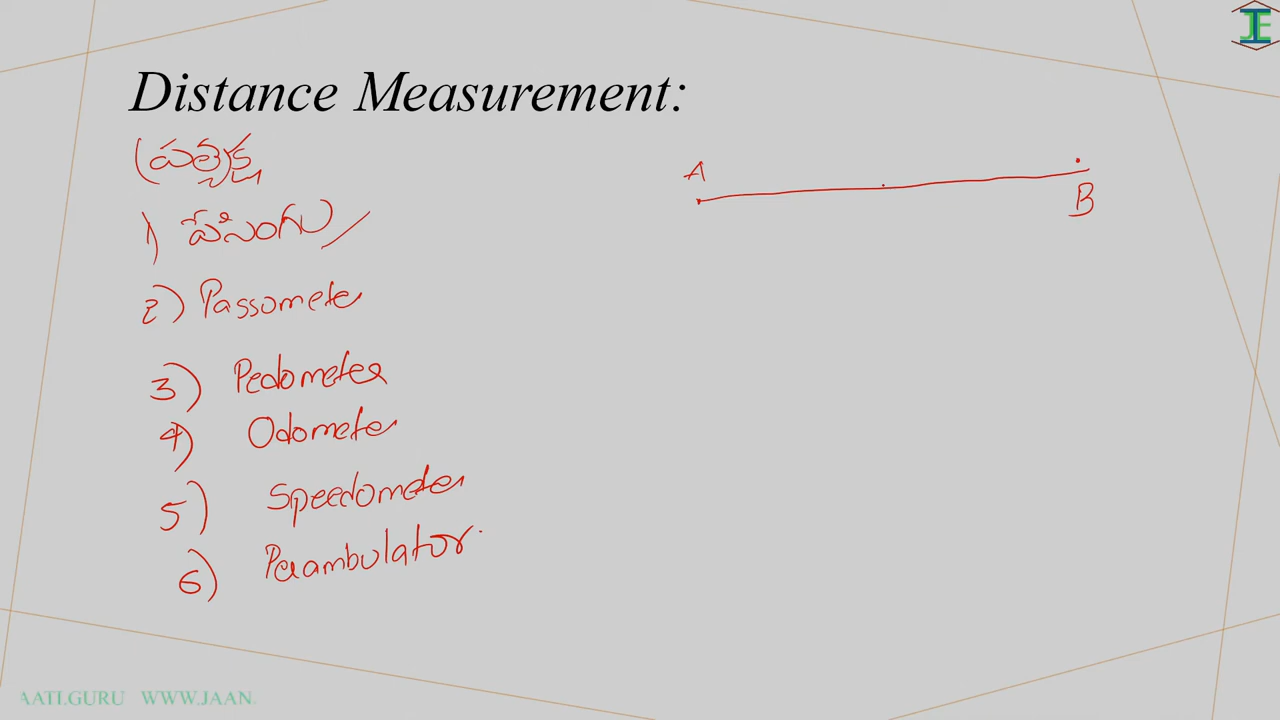 Distance Measurement:
ప్రత్యక్ష
1) పేసింగు
2) Passometer
3) Pedometer
4) Odometer
5) Speedometer
6) Perambulator
A
B
JE
AATI.GURU WWW.JAAN